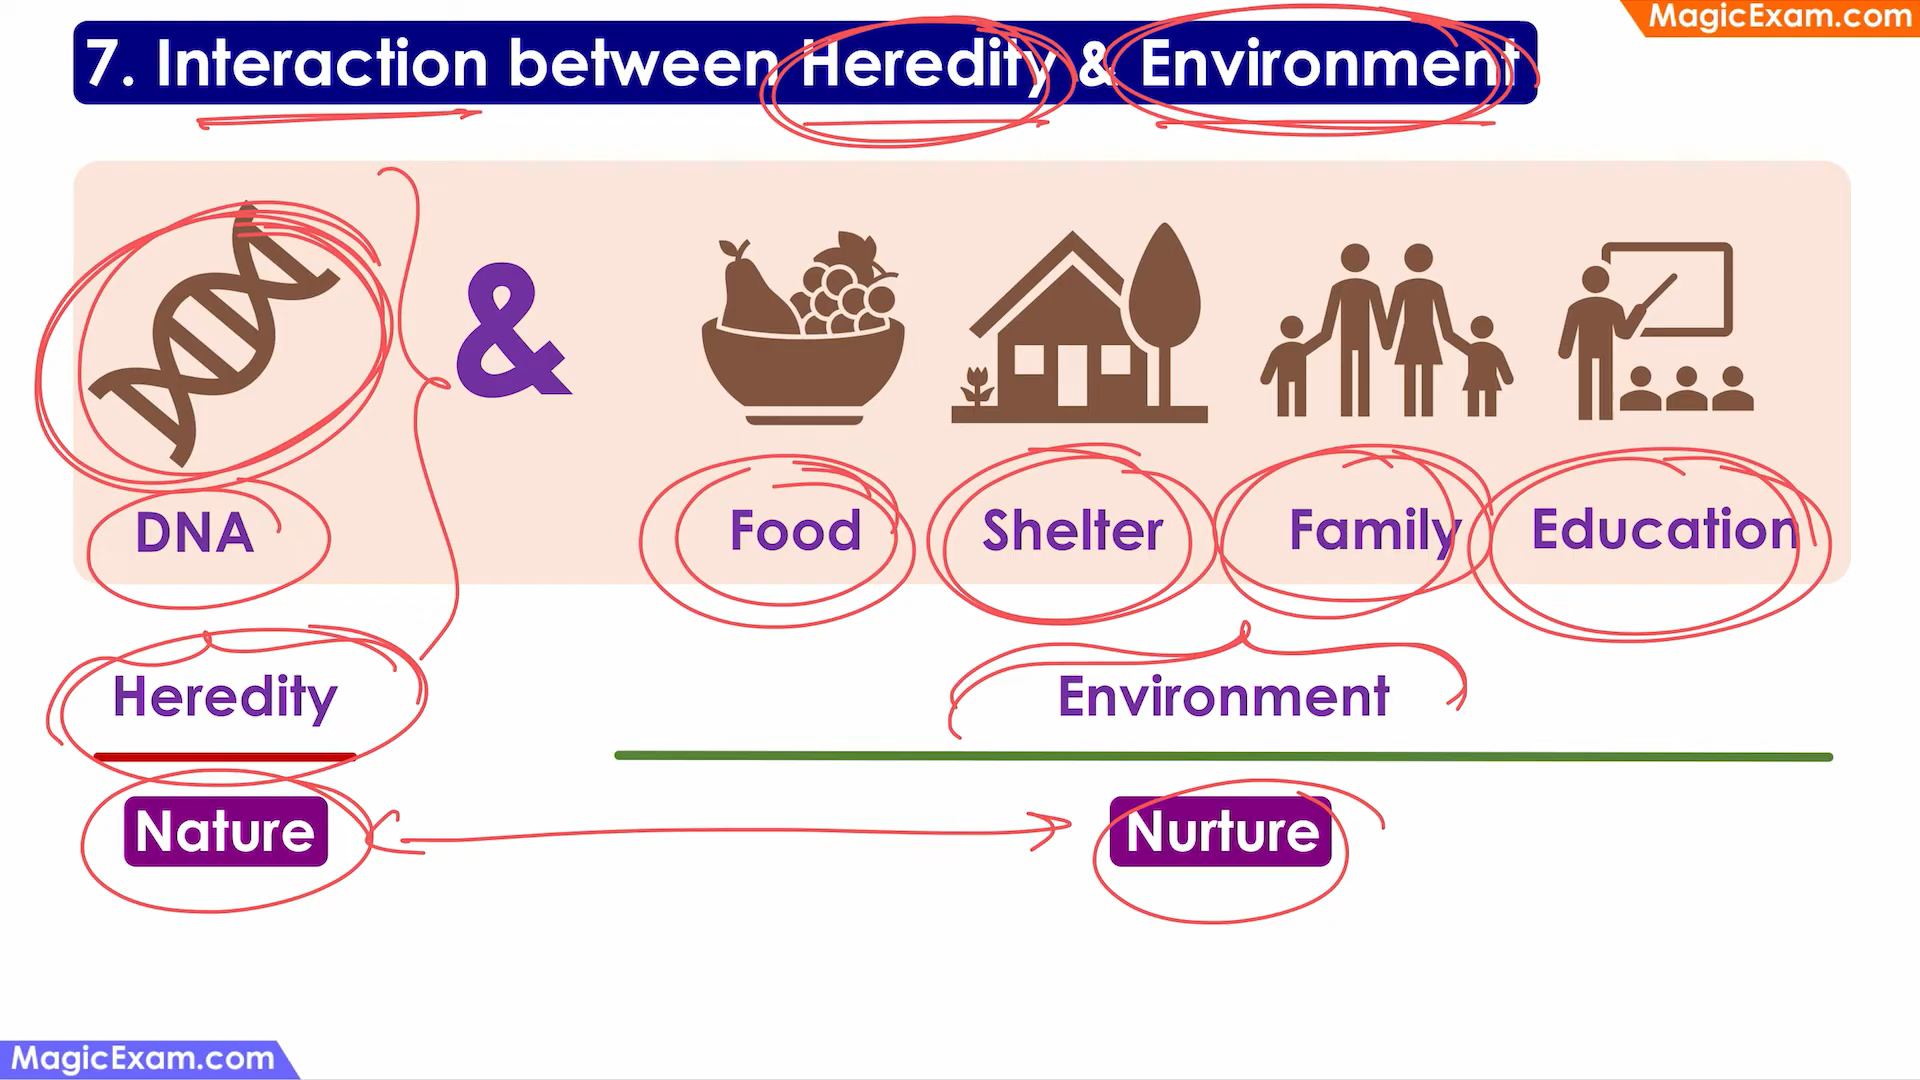 MagicExam.com
7. Interaction between Heredity & Environment
&
DNA Food Shelter Family Education
Heredity Environment
Nature Nurture
MagicExam.com